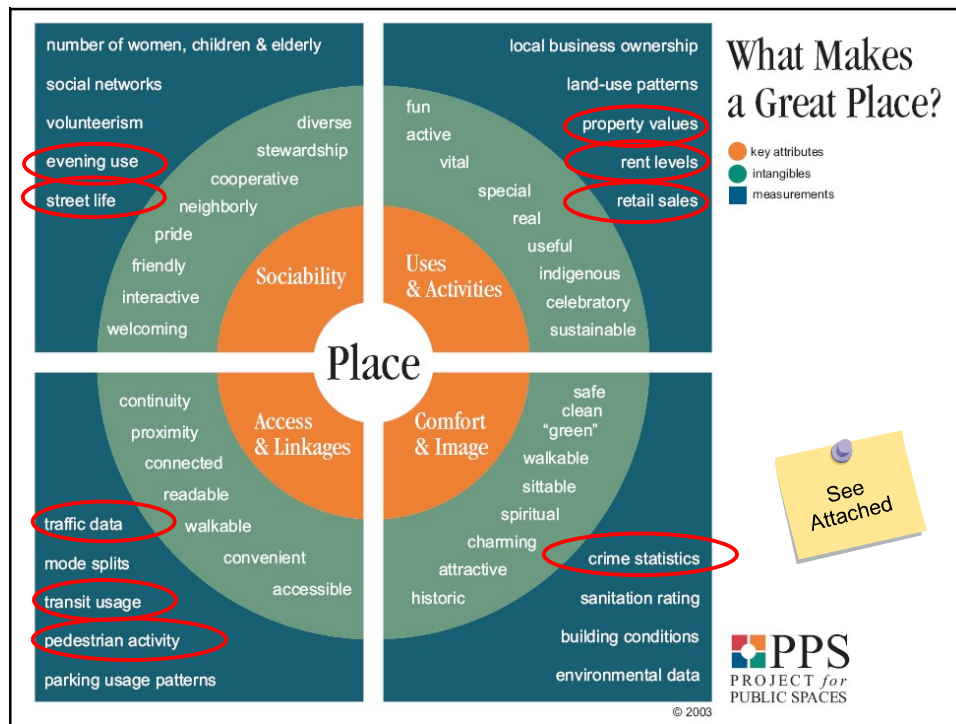 What Makes
a Great Place?
key attributes
intangibles
measurements
number of women, children & elderly
social networks
volunteerism
evening use
street life
diverse
stewardship
cooperative
neighborly
pride
friendly
interactive
welcoming
Sociability
local business ownership
land-use patterns
property values
rent levels
retail sales
fun
active
vital
special
real
useful
indigenous
celebratory
sustainable
Uses
& Activities
Place
Access
& Linkages
continuity
proximity
connected
readable
walkable
convenient
accessible
traffic data
mode splits
transit usage
pedestrian activity
parking usage patterns
Comfort
& Image
safe
clean
“green”
walkable
sittable
spiritual
charming
attractive
historic
crime statistics
sanitation rating
building conditions
environmental data
See
Attached
PPS
PROJECT for
PUBLIC SPACES
© 2003